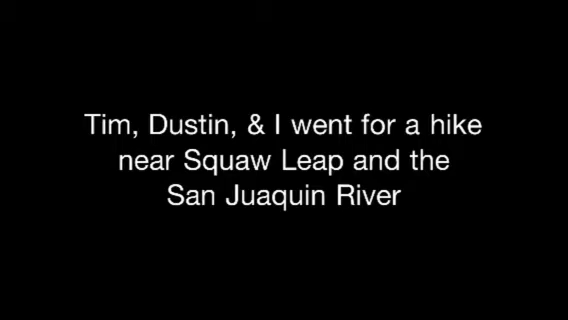 Tim, Dustin, & I went for a hike
near Squaw Leap and the
San Juaquin River